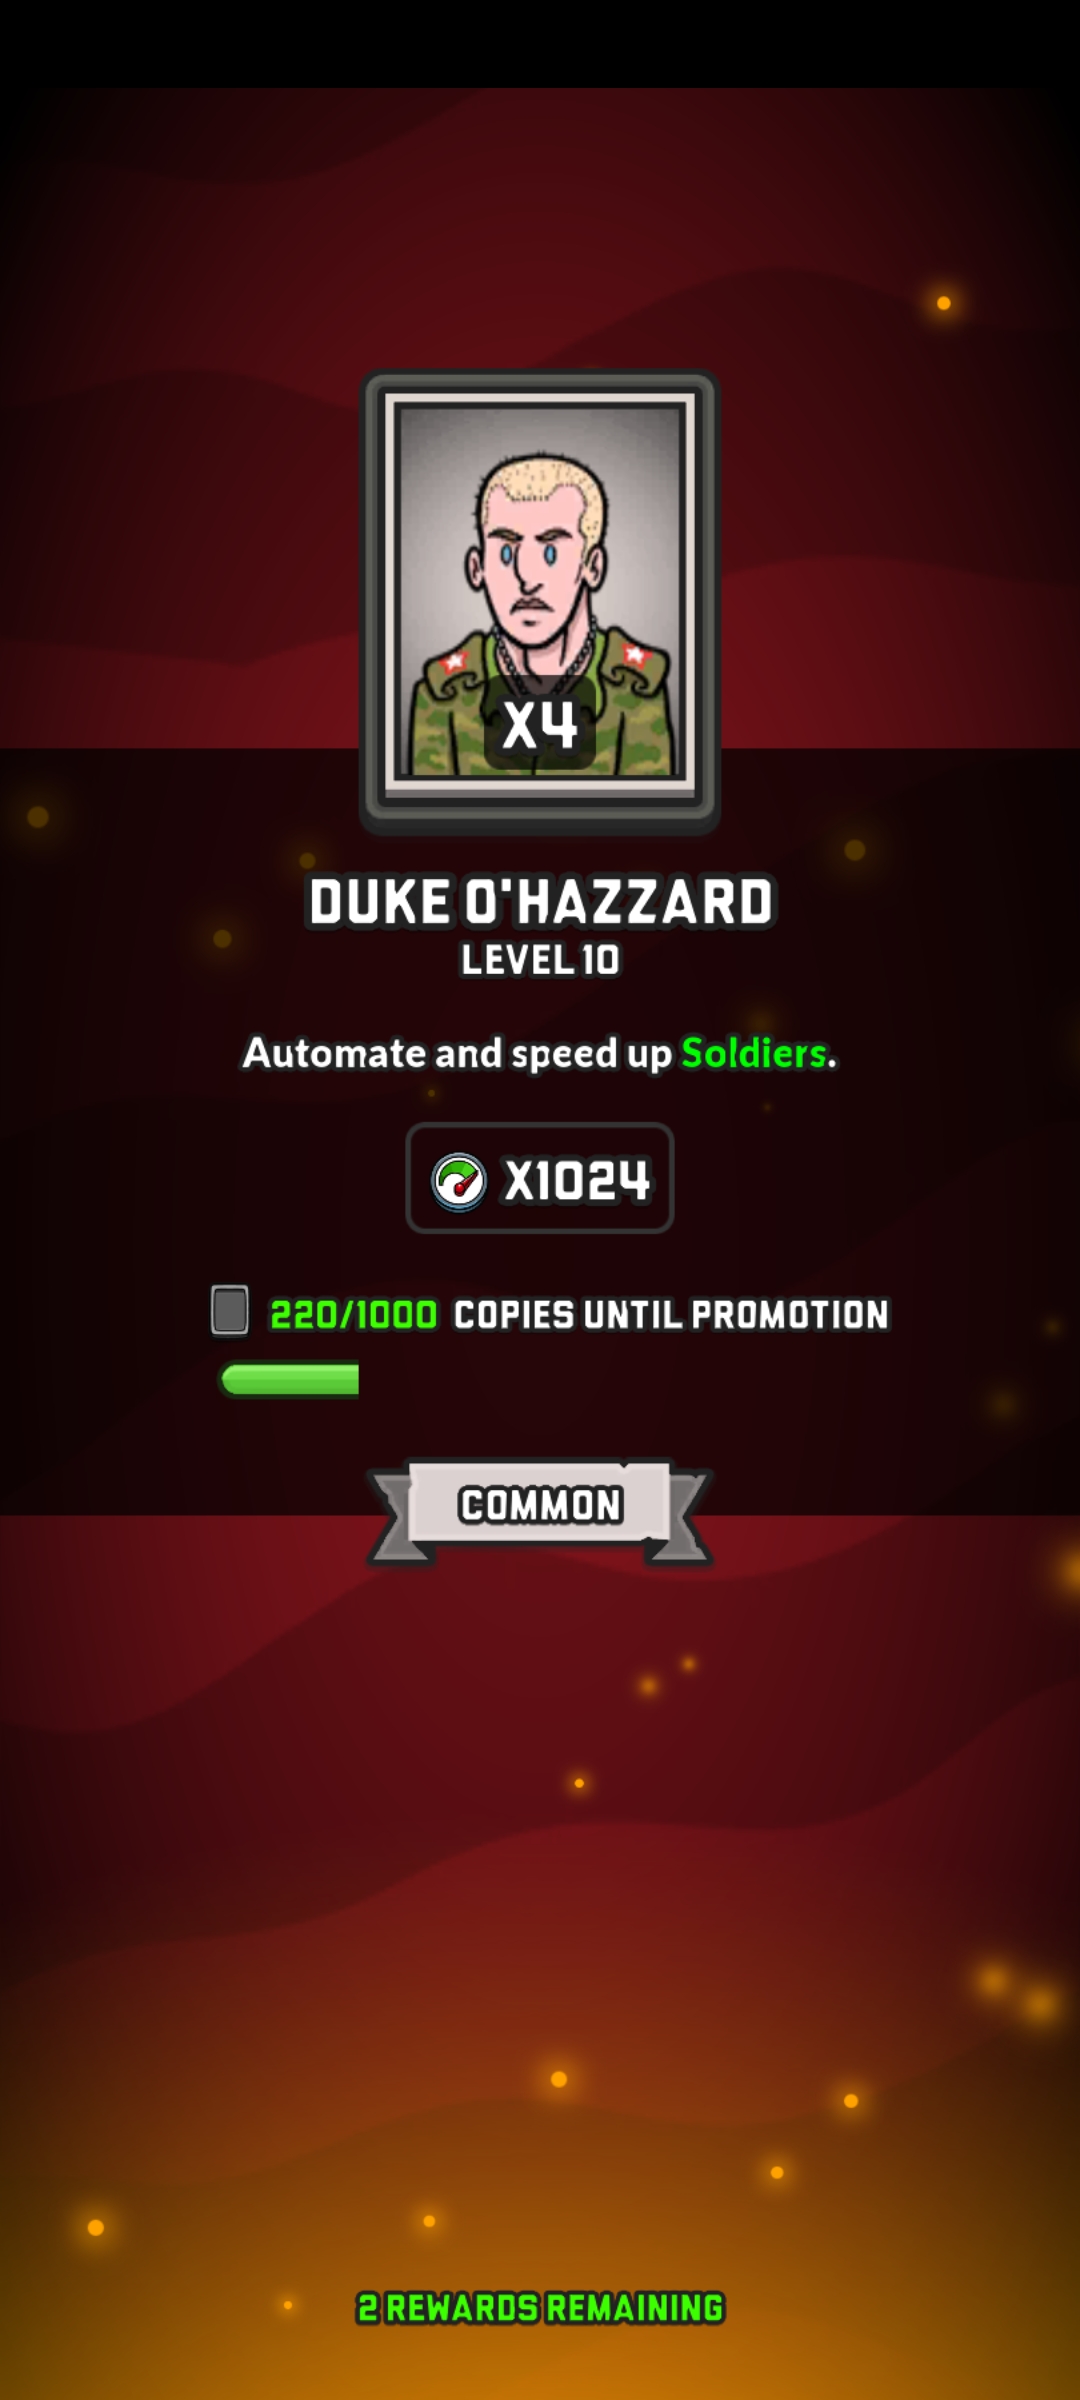 X4
DUKE O'HAZZARD
LEVEL 10
Automate and speed up Soldiers.
X1024
220/1000 COPIES UNTIL PROMOTION
COMMON
2 REWARDS REMAINING